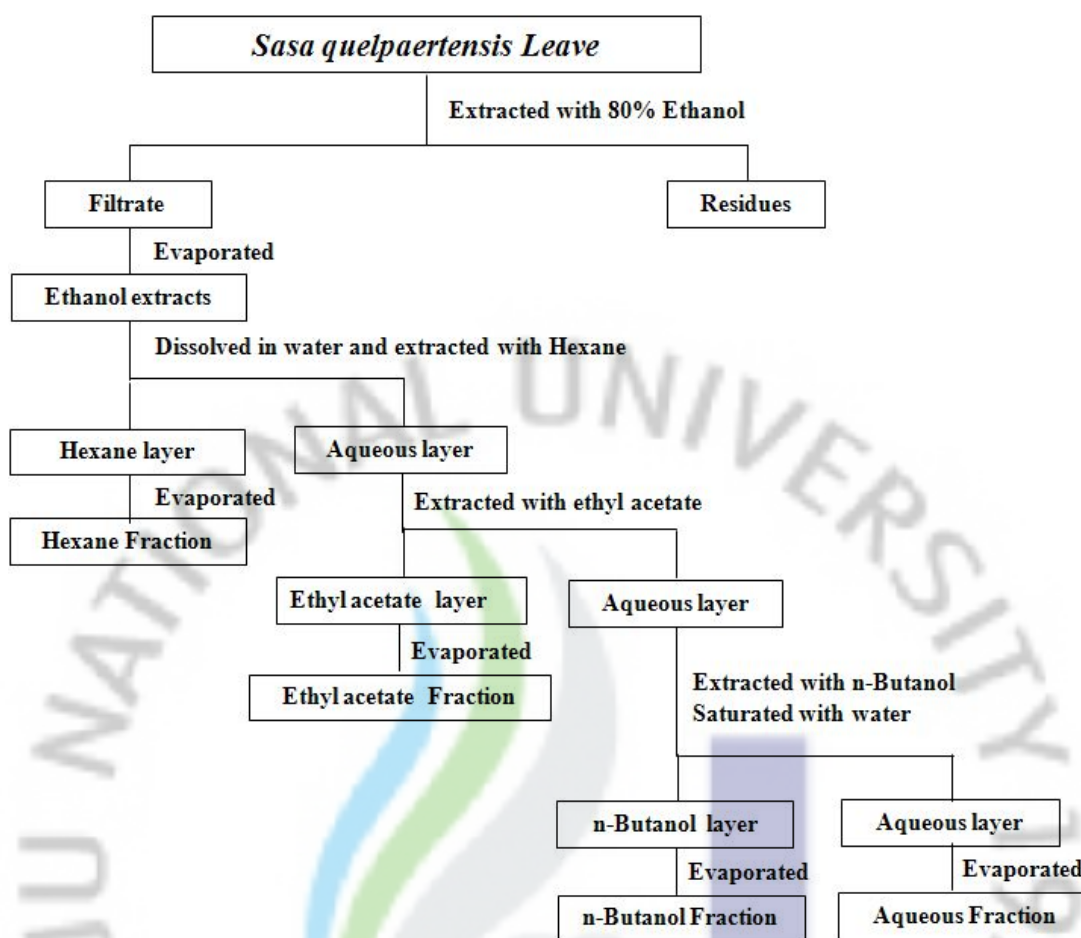 Sasa quelpaertensis Leave
Extracted with 80% Ethanol
Filtrate
Residues
Evaporated
Ethanol extracts
Dissolved in water and extracted with Hexane
Hexane layer
Aqueous layer
Evaporated
Extracted with ethyl acetate
Hexane Fraction
Ethyl acetate layer
Aqueous layer
Evaporated
Ethyl acetate Fraction
Extracted with n-Butanol
Saturated with water
n-Butanol layer
Aqueous layer
Evaporated
Evaporated
n-Butanol Fraction
Aqueous Fraction
NATIONAL UNIVERSITY